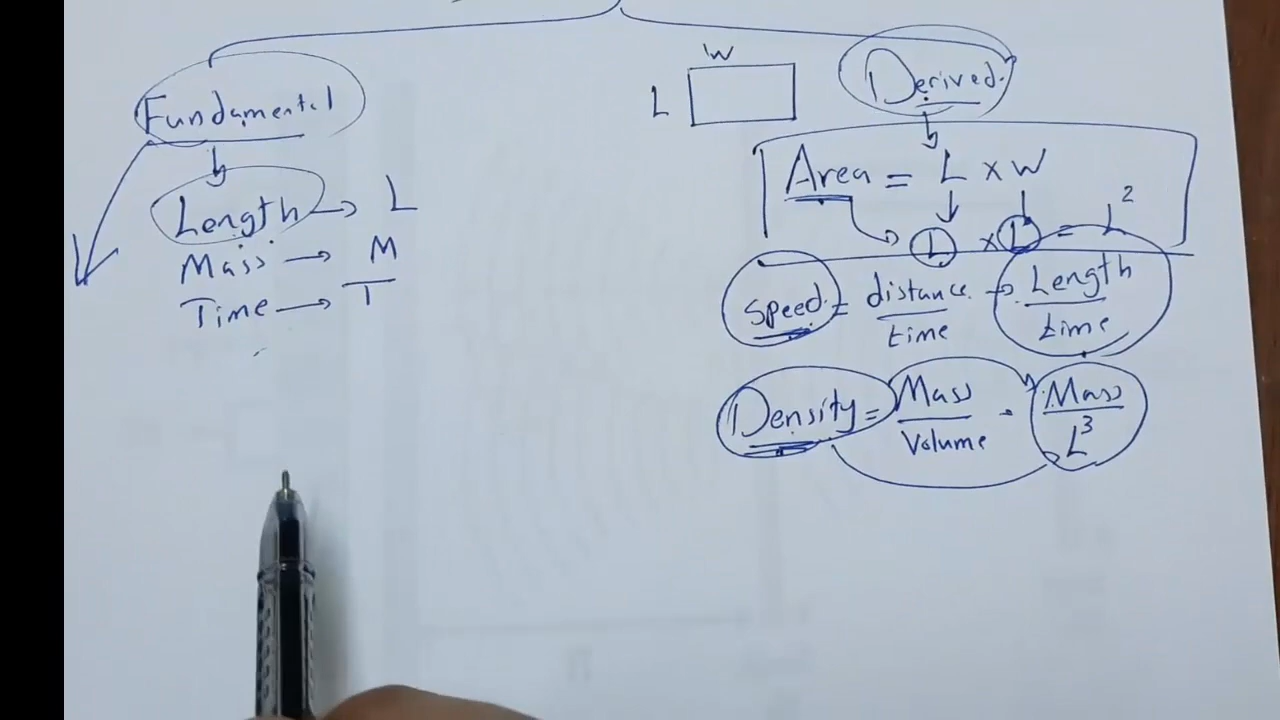 Fundamental
Length → L
Mass → M
Time → T
W
L
Derived.
Area = L × W
L × L = L²
Speed = distance / time → Length / time
Density = Mass / Volume = Mass / L³